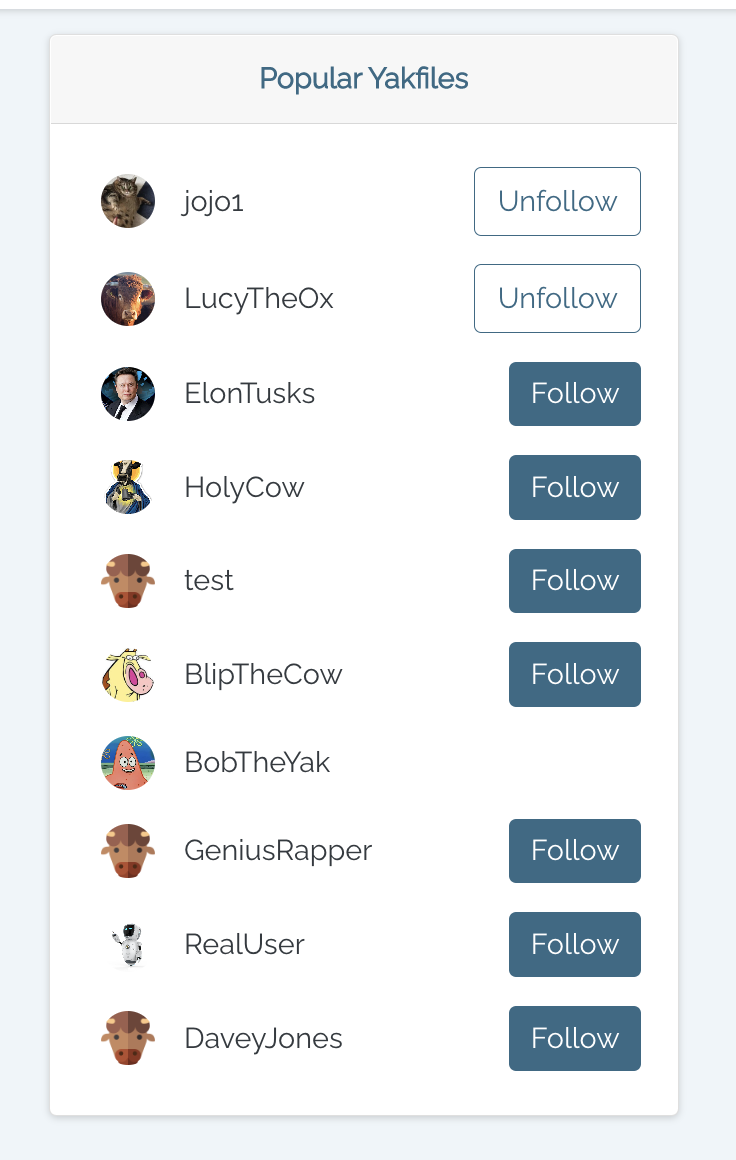 Popular Yakfiles
jojo1 Unfollow
LucyTheOx Unfollow
ElonTusks Follow
HolyCow Follow
test Follow
BlipTheCow Follow
BobTheYak
GeniusRapper Follow
RealUser Follow
DaveyJones Follow